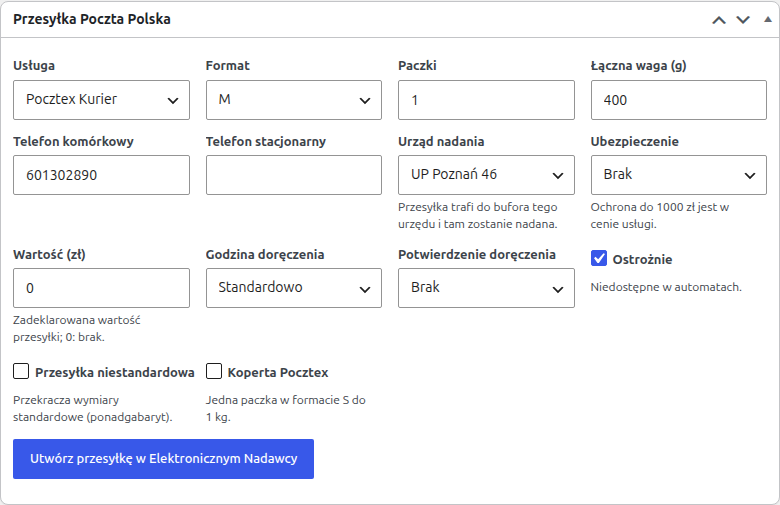 Przesyłka Poczta Polska
Usługa
Format
Paczki
Łączna waga (g)
Pocztex Kurier
M
1
400
Telefon komórkowy
Telefon stacjonarny
Urząd nadania
Ubezpieczenie
601302890
UP Poznań 46
Brak
Przesyłka trafi do bufora tego
urzędu i tam zostanie nadana.
Ochrona do 1000 zł jest w
cenie usługi.
Wartość (zł)
Godzina doręczenia
Potwierdzenie doręczenia
Ostrożnie
0
Standardowo
Brak
Niedostępne w automatach.
Zadeklarowana wartość
przesyłki; 0: brak.
Przesyłka niestandardowa
Koperta Pocztex
Przekracza wymiary
standardowe (ponadgabaryt).
Jedna paczka w formacie S do
1 kg.
Utwórz przesyłkę w Elektronicznym Nadawcy